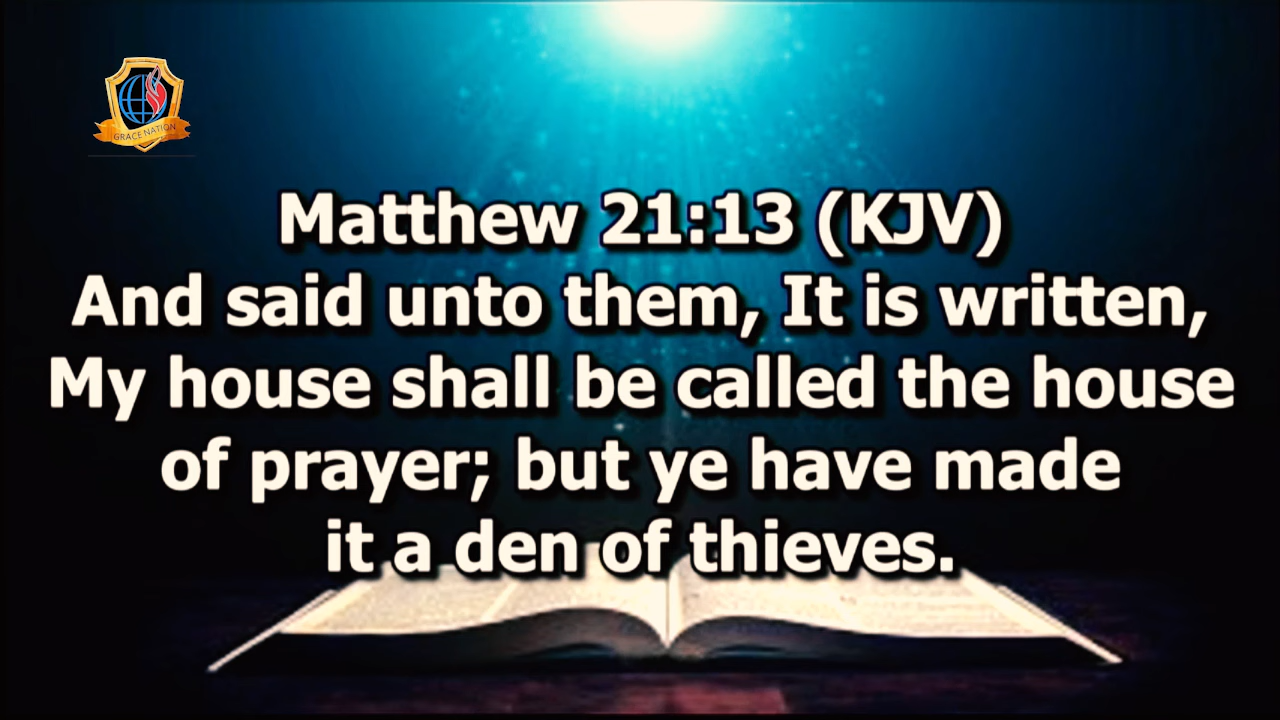 GRACE NATION
Matthew 21:13 (KJV)
And said unto them, It is written,
My house shall be called the house
of prayer; but ye have made
it a den of thieves.